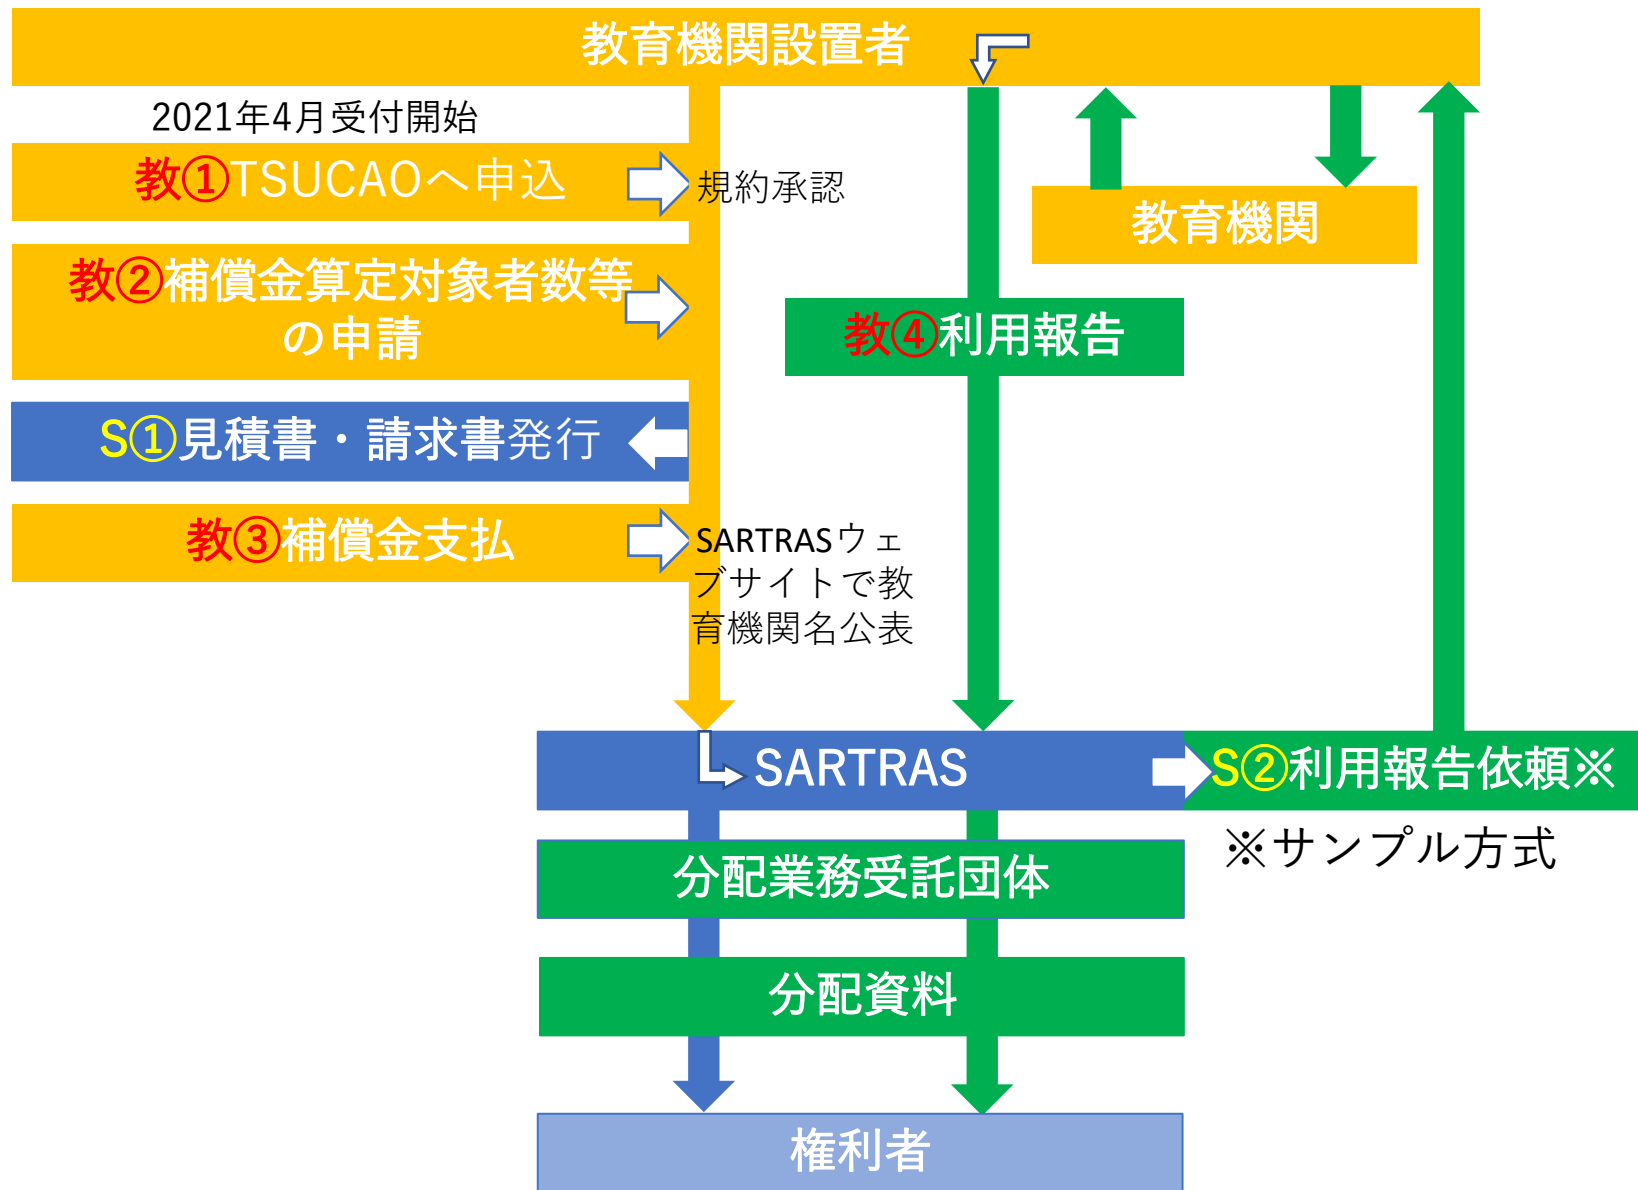 教育機関設置者
2021年4月受付開始
教①TSUCAOへ申込
規約承認
教育機関
教②補償金算定対象者数等
の申請
教④利用報告
S①見積書・請求書発行
教③補償金支払
SARTRASウェ
ブサイトで教
育機関名公表
SARTRAS
S②利用報告依頼※
※サンプル方式
分配業務受託団体
分配資料
権利者